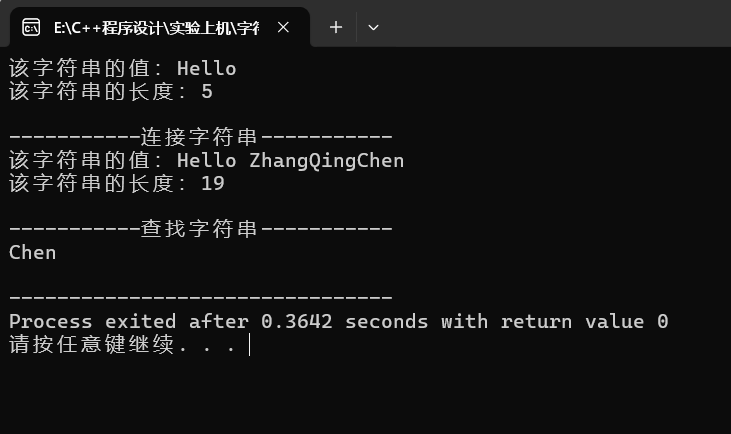 E:\C++程序设计\实验上机\字符
该字符串的值: Hello
该字符串的长度: 5
-----------连接字符串-----------
该字符串的值: Hello ZhangQingChen
该字符串的长度: 19
-----------查找字符串-----------
Chen
--------------------------------
Process exited after 0.3642 seconds with return value 0
请按任意键继续. . .